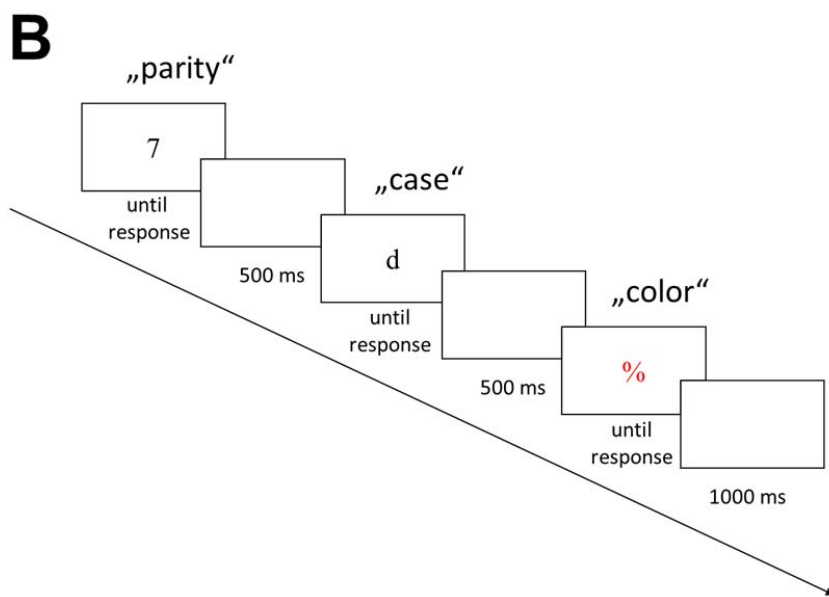 B
„parity“
7
until
response
500 ms
„case“
d
until
response
500 ms
„color“
%
until
response
1000 ms